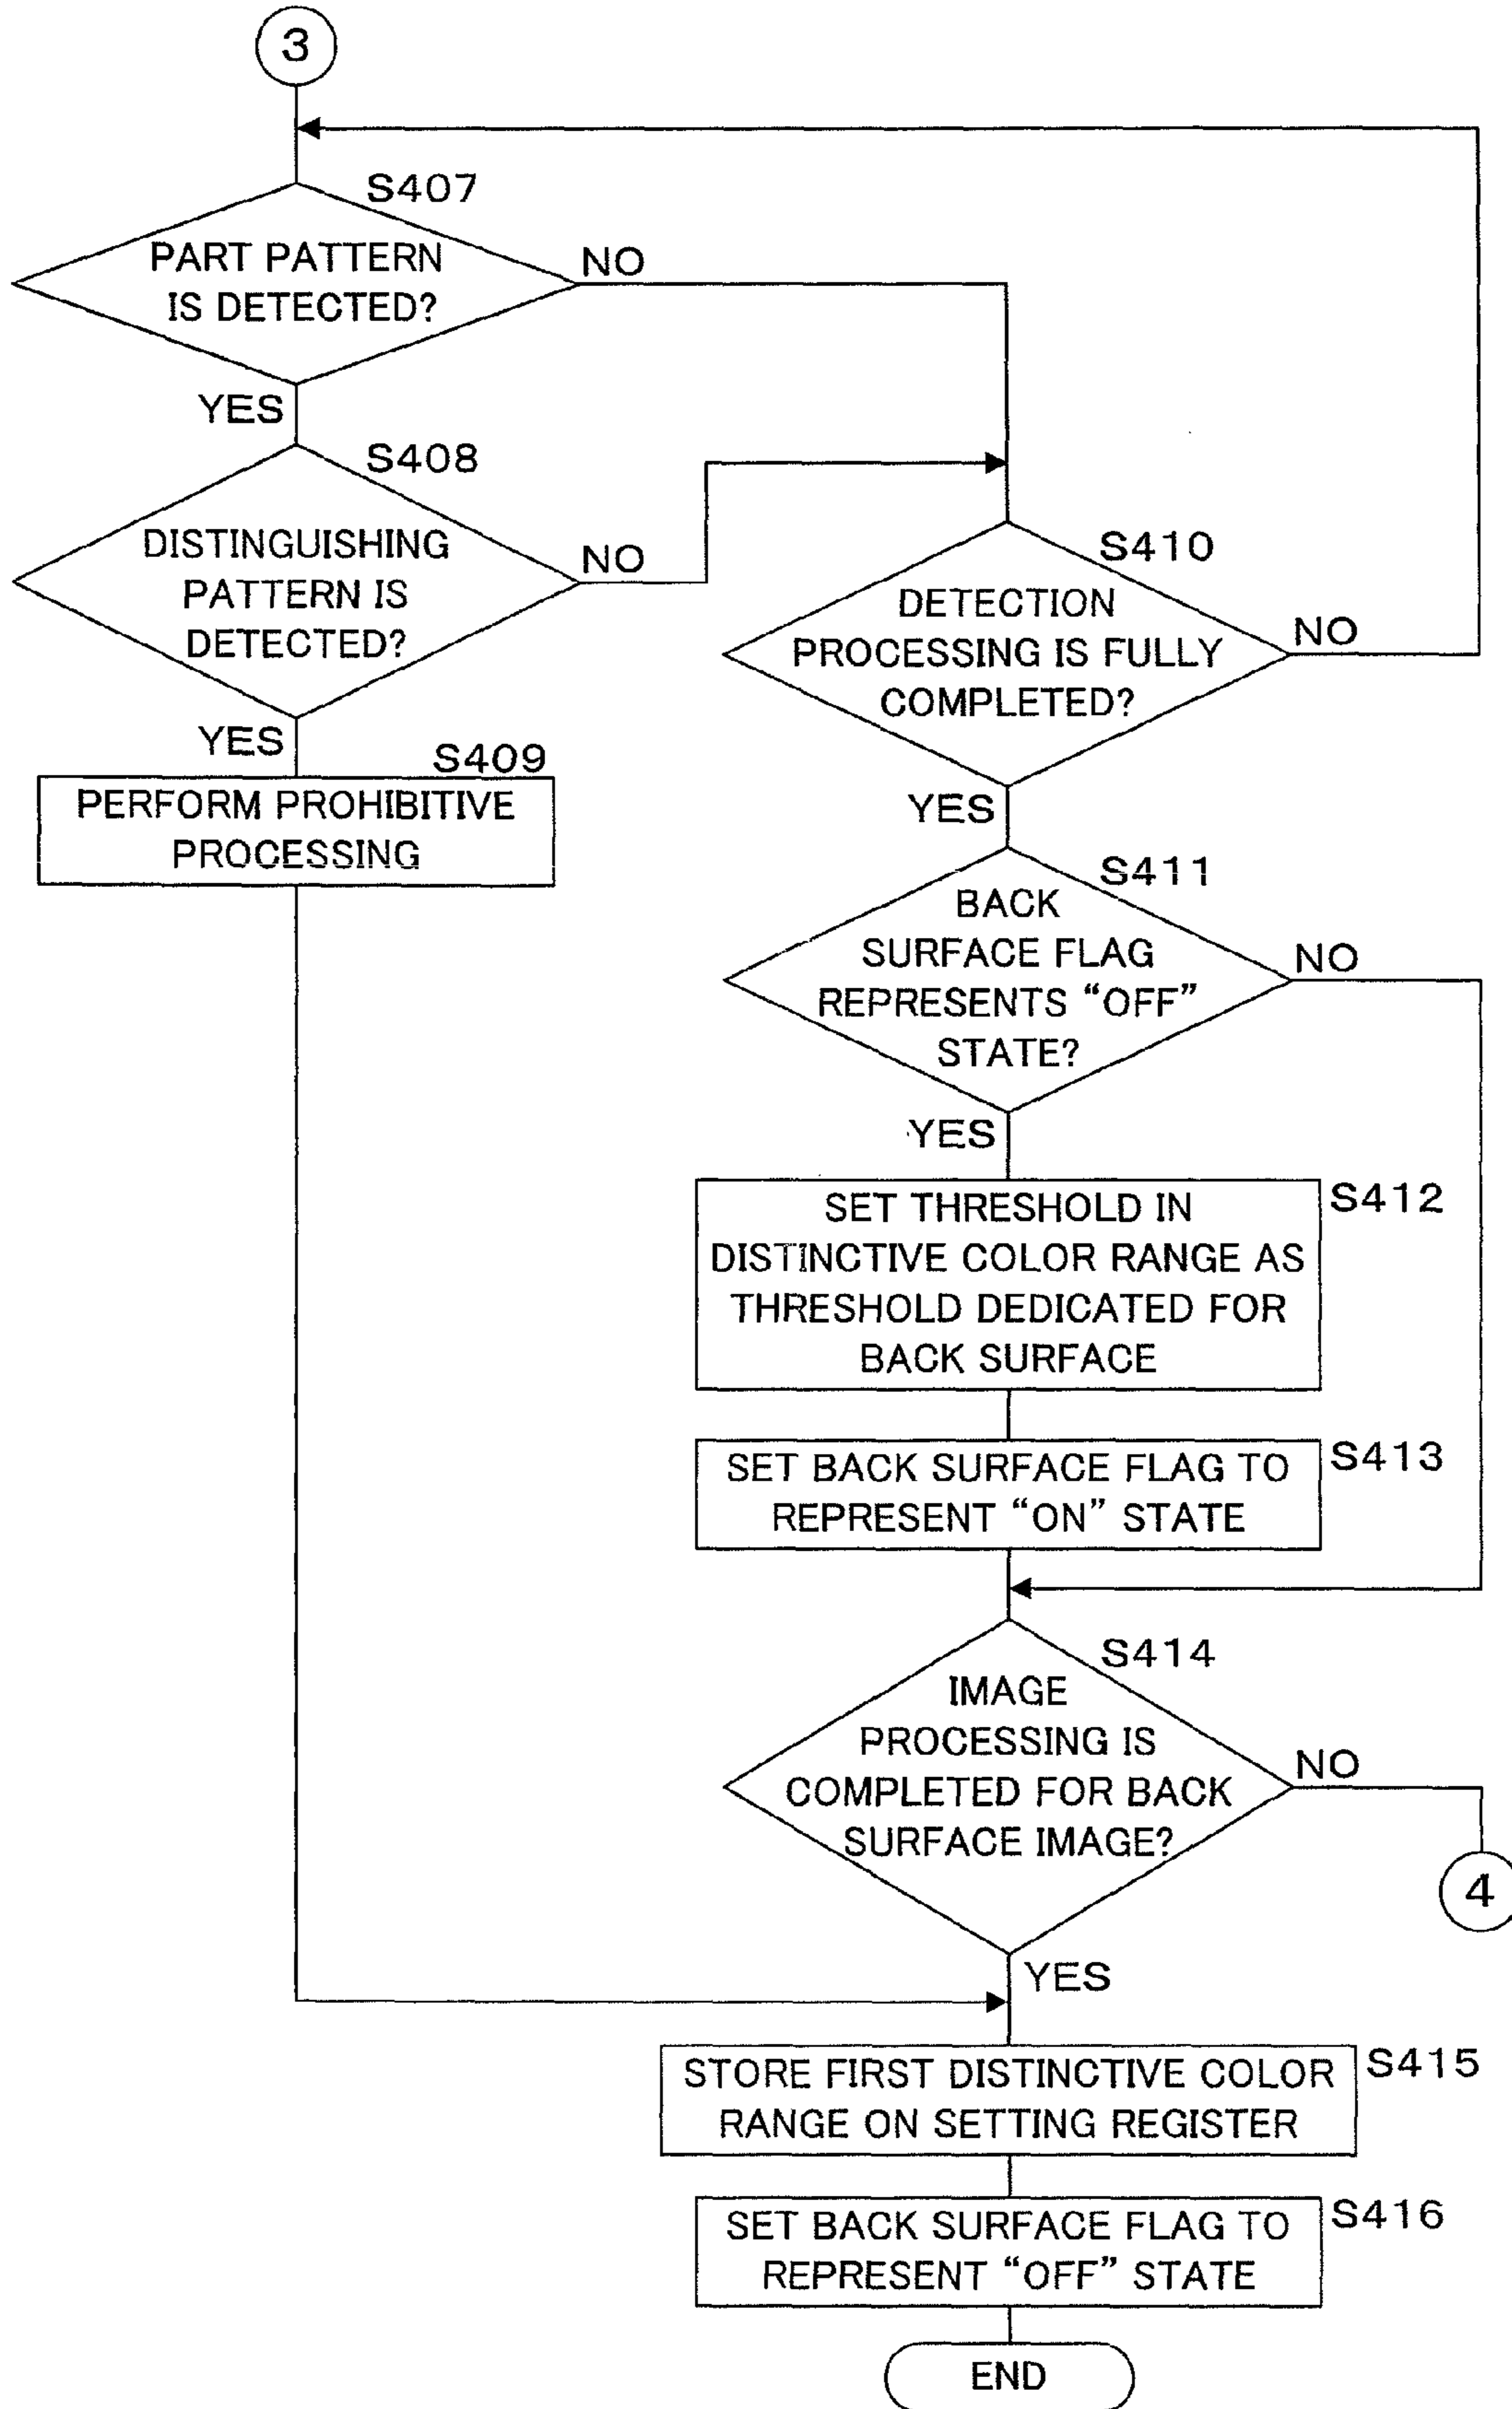 3
S407
PART PATTERN
IS DETECTED?
NO
YES
S408
DISTINGUISHING
PATTERN IS
DETECTED?
NO
YES
S409
PERFORM PROHIBITIVE
PROCESSING
S410
DETECTION
PROCESSING IS FULLY
COMPLETED?
NO
YES
S411
BACK
SURFACE FLAG
REPRESENTS “OFF”
STATE?
NO
YES
S412
SET THRESHOLD IN
DISTINCTIVE COLOR RANGE AS
THRESHOLD DEDICATED FOR
BACK SURFACE
S413
SET BACK SURFACE FLAG TO
REPRESENT “ON” STATE
S414
IMAGE
PROCESSING IS
COMPLETED FOR BACK
SURFACE IMAGE?
NO
4
YES
S415
STORE FIRST DISTINCTIVE COLOR
RANGE ON SETTING REGISTER
S416
SET BACK SURFACE FLAG TO
REPRESENT “OFF” STATE
END